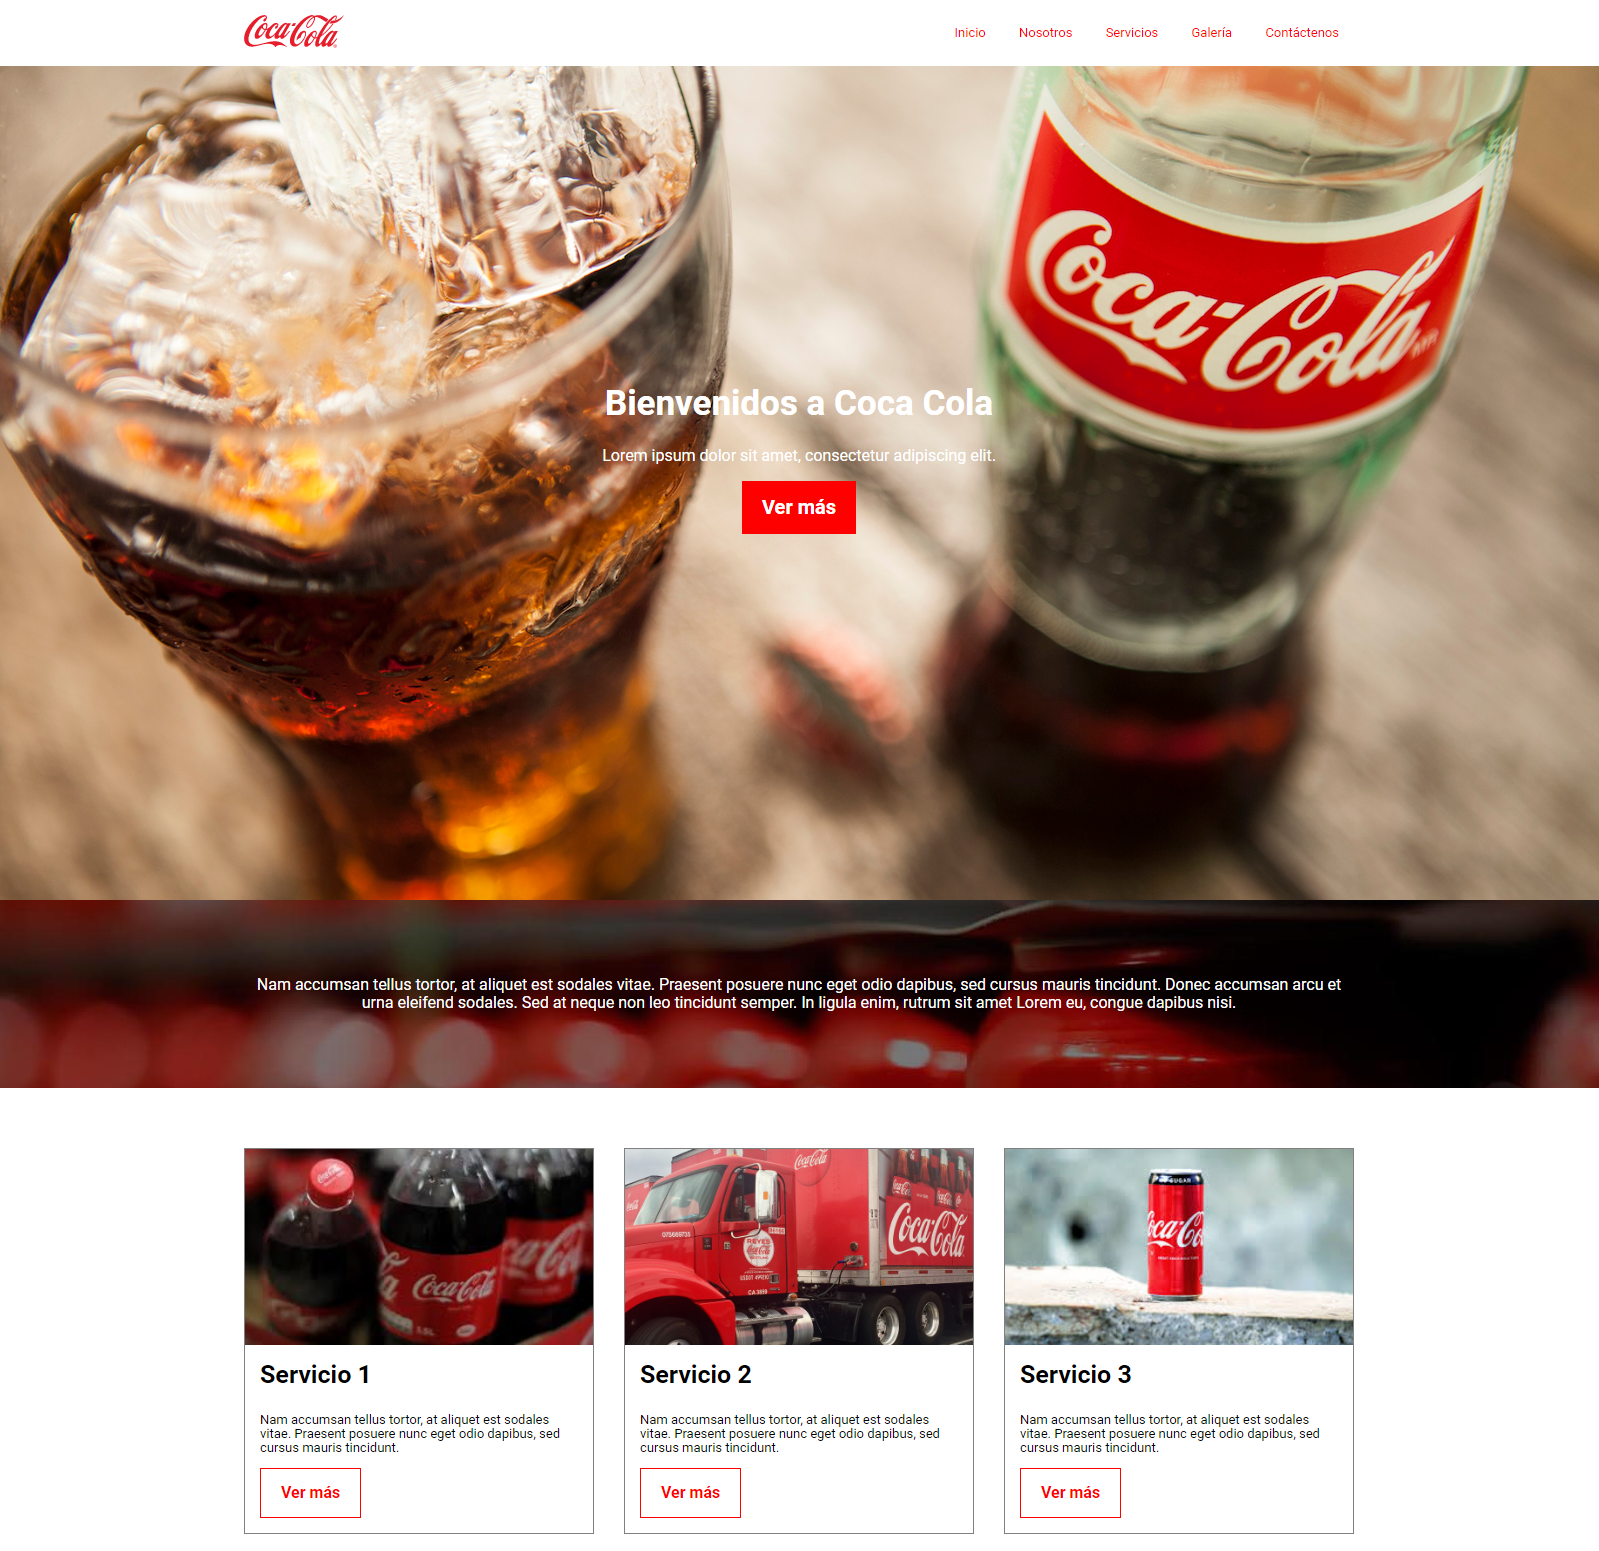 Coca-Cola
Inicio Nosotros Servicios Galería Contáctenos
Coca-Cola
Bienvenidos a Coca Cola
Lorem ipsum dolor sit amet, consectetur adipiscing elit.
Ver más
Nam accumsan tellus tortor, at aliquet est sodales vitae. Praesent posuere nunc eget odio dapibus, sed cursus mauris tincidunt. Donec accumsan arcu et
urna eleifend sodales. Sed at neque non leo tincidunt semper. In ligula enim, rutrum sit amet Lorem eu, congue dapibus nisi.
Coca-Cola
Coca-Cola
Coca-Cola
REYES
Coca-Cola
CA 3859
SUGAR
Servicio 1
Nam accumsan tellus tortor, at aliquet est sodales
vitae. Praesent posuere nunc eget odio dapibus, sed
cursus mauris tincidunt.
Ver más
Servicio 2
Nam accumsan tellus tortor, at aliquet est sodales
vitae. Praesent posuere nunc eget odio dapibus, sed
cursus mauris tincidunt.
Ver más
Servicio 3
Nam accumsan tellus tortor, at aliquet est sodales
vitae. Praesent posuere nunc eget odio dapibus, sed
cursus mauris tincidunt.
Ver más